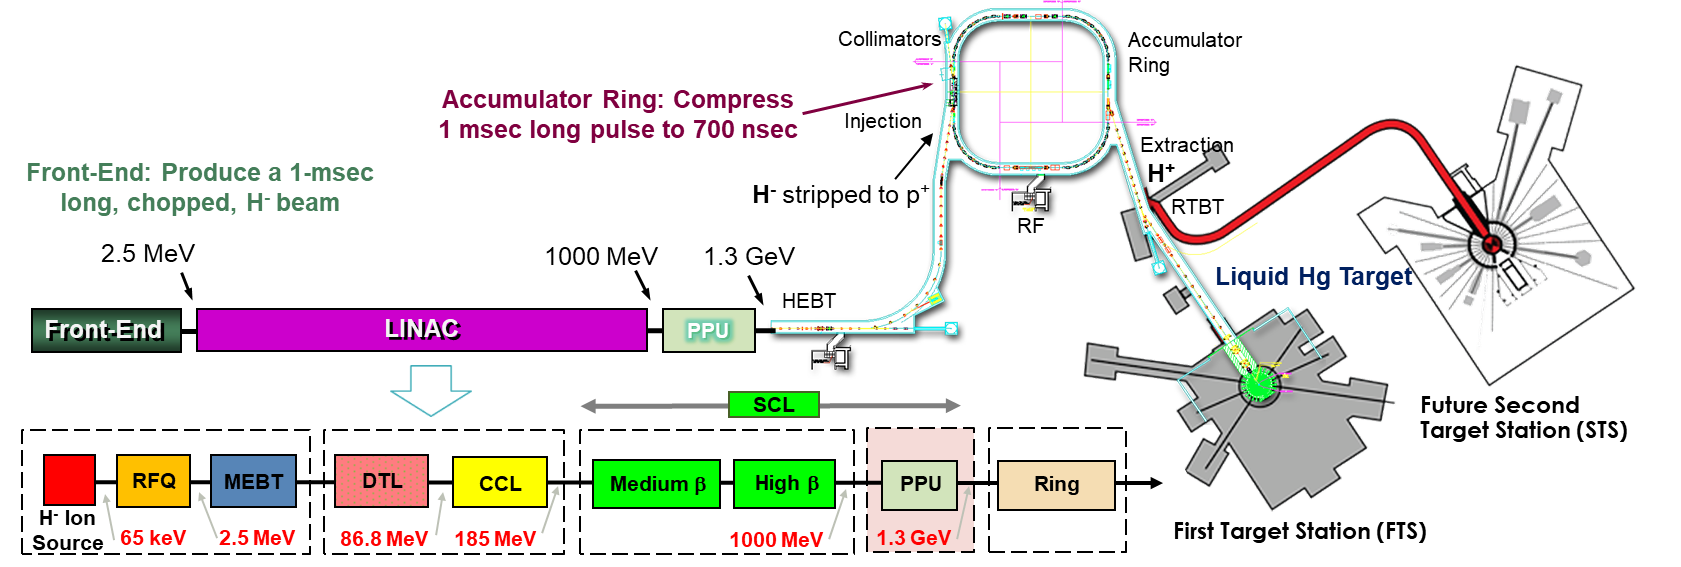 Collimators
Accumulator
Ring
Accumulator Ring: Compress
1 msec long pulse to 700 nsec
Injection
Extraction
H+
Front-End: Produce a 1-msec
long, chopped, H- beam
H- stripped to p+
RTBT
RF
2.5 MeV
1000 MeV
1.3 GeV
Liquid Hg Target
HEBT
Front-End
LINAC
PPU
SCL
Future Second
Target Station (STS)
RFQ
MEBT
DTL
CCL
Medium β
High β
PPU
Ring
H- Ion
Source
65 keV
2.5 MeV
86.8 MeV
185 MeV
1000 MeV
1.3 GeV
First Target Station (FTS)